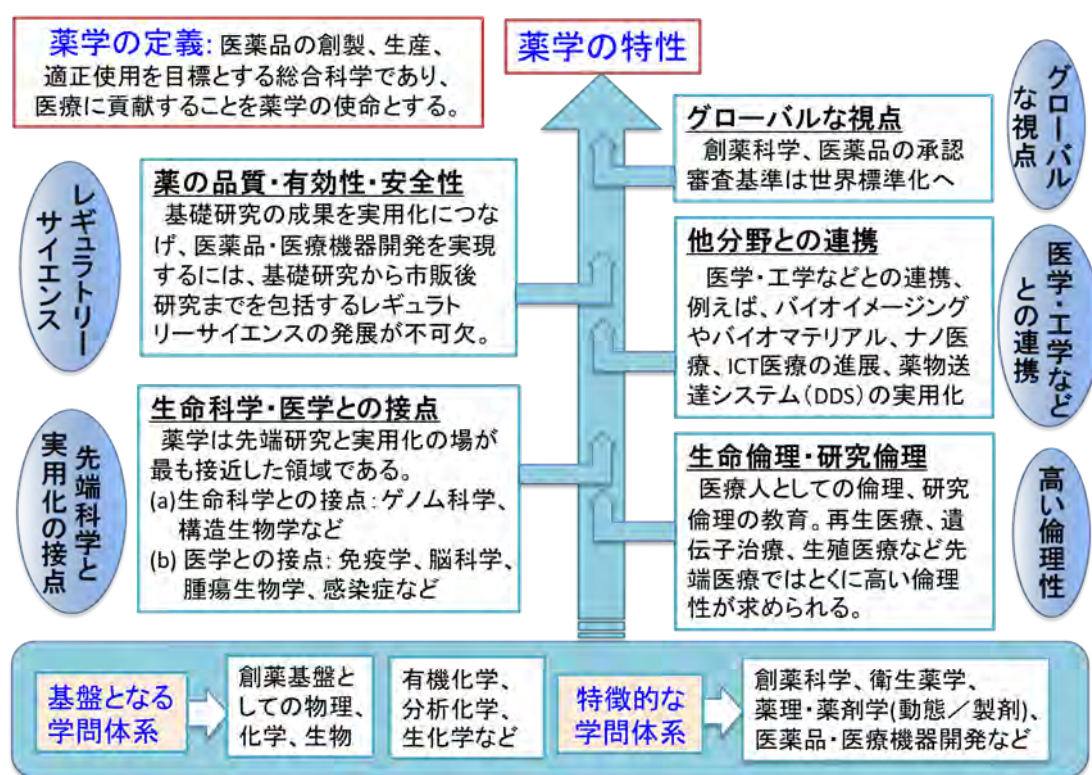 薬学の定義: 医薬品の創製、生産、
適正使用を目標とする総合科学であり、
医療に貢献することを薬学の使命とする。
薬学の特性
グローバル
な視点
グローバルな視点
創薬科学、医薬品の承認
審査基準は世界標準化へ
レギュラトリー
サイエンス
薬の品質・有効性・安全性
基礎研究の成果を実用化につな
げ、医薬品・医療機器開発を実現
するには、基礎研究から市販後
研究までを包括するレギュラト
リーサイエンスの発展が不可欠。
他分野との連携
医学・工学などとの連携、
例えば、バイオイメージング
やバイオマテリアル、ナノ医
療、ICT医療の進展、薬物送
達システム(DDS)の実用化
医学・工学など
との連携
先端科学と
実用化の接点
生命科学・医学との接点
薬学は先端研究と実用化の場が
最も接近した領域である。
(a)生命科学との接点:ゲノム科学、
構造生物学など
(b) 医学との接点: 免疫学、脳科学、
腫瘍生物学、感染症など
生命倫理・研究倫理
医療人としての倫理、研究
倫理の教育。再生医療、遺
伝子治療、生殖医療など先
端医療ではとくに高い倫理
性が求められる。
高い倫理性
基盤となる
学問体系
創薬基盤と
しての物理、
化学、生物
有機化学、
分析化学、
生化学など
特徴的な
学問体系
創薬科学、衛生薬学、
薬理・薬剤学(動態/製剤)、
医薬品・医療機器開発など